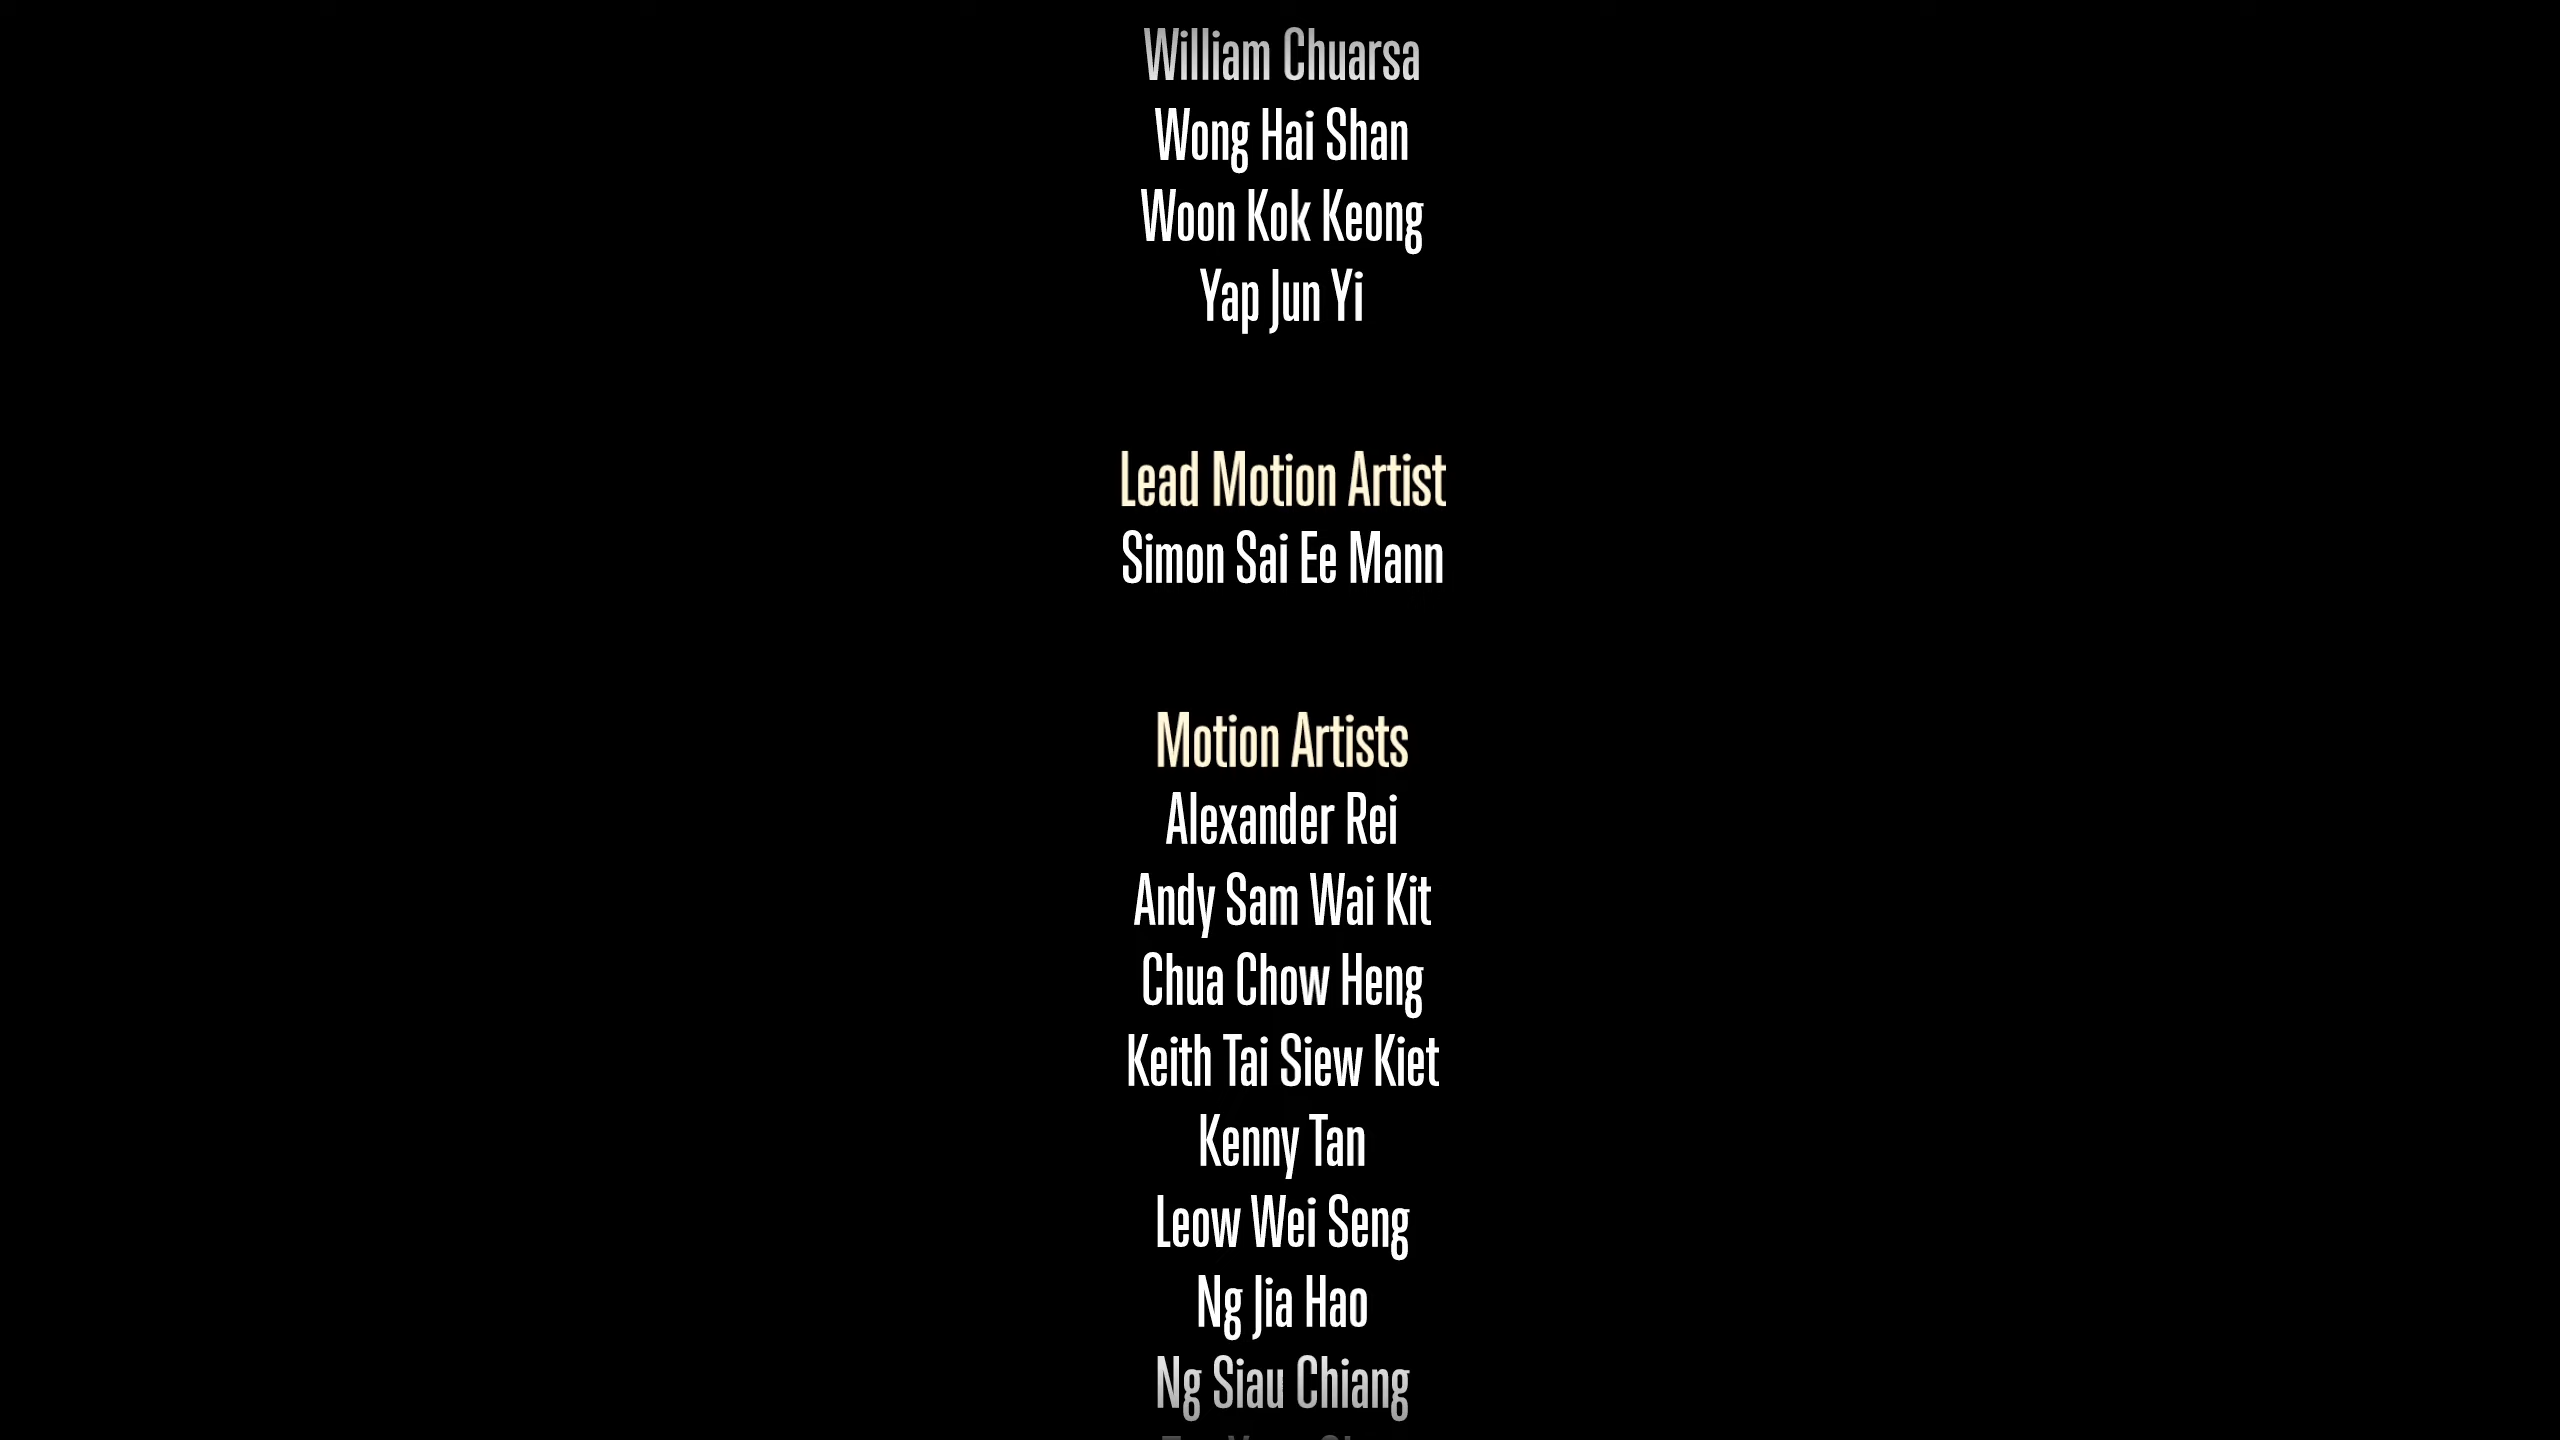 William Chuarsa
Wong Hai Shan
Woon Kok Keong
Yap Jun Yi
Lead Motion Artist
Simon Sai Ee Mann
Motion Artists
Alexander Rei
Andy Sam Wai Kit
Chua Chow Heng
Keith Tai Siew Kiet
Kenny Tan
Leow Wei Seng
Ng Jia Hao
Ng Siau Chiang